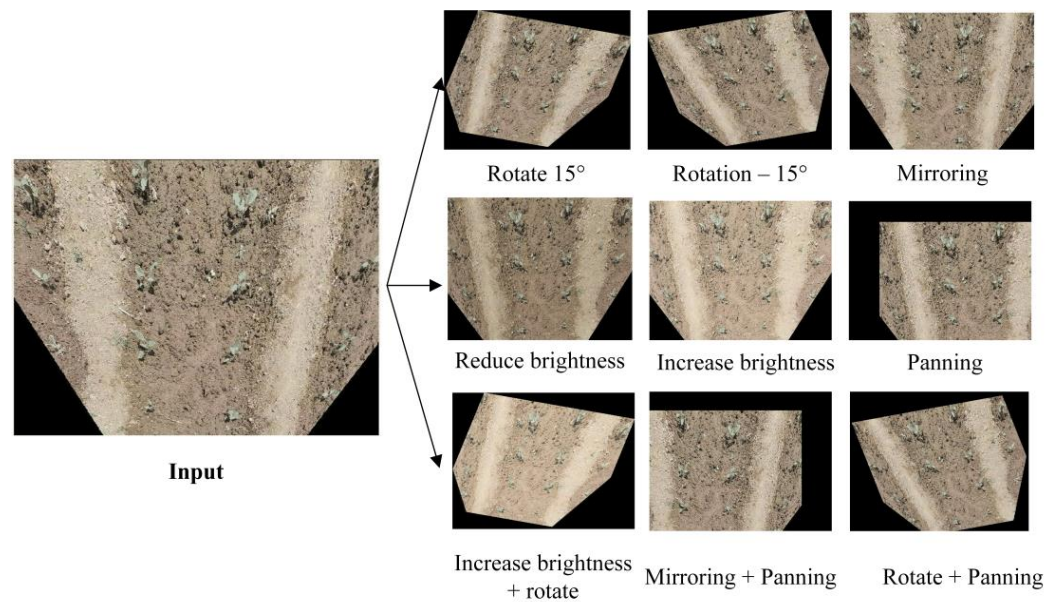 Rotate 15°
Rotation – 15°
Mirroring
Reduce brightness
Increase brightness
Panning
Input
Increase brightness
+ rotate
Mirroring + Panning
Rotate + Panning